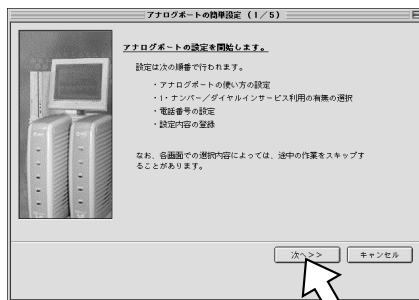 アナログポートの簡単設定（1／5）
アナログポートの設定を開始します。
設定は次の順番で行われます。
・アナログポートの使い方の設定
・i・ナンバー／ダイヤルインサービス利用の有無の選択
・電話番号の設定
・設定内容の登録
なお、各画面での選択内容によっては、途中の作業をスキップす
ることがあります。
次へ>>
キャンセル